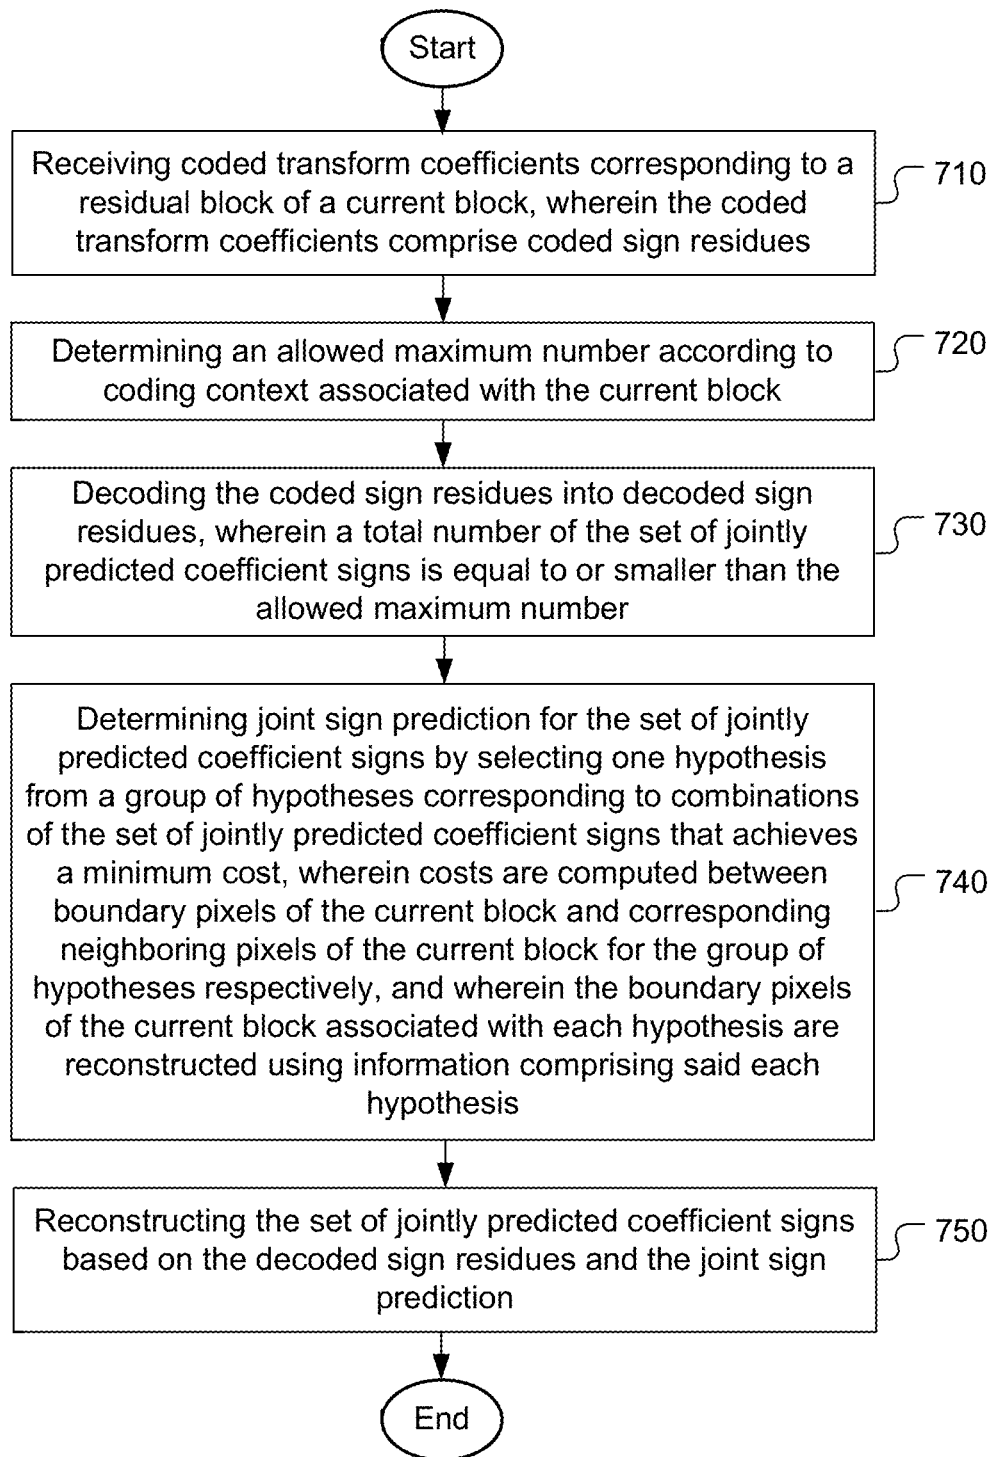 Start
Receiving coded transform coefficients corresponding to a
residual block of a current block, wherein the coded
transform coefficients comprise coded sign residues
710
Determining an allowed maximum number according to
coding context associated with the current block
720
Decoding the coded sign residues into decoded sign
residues, wherein a total number of the set of jointly
predicted coefficient signs is equal to or smaller than the
allowed maximum number
730
Determining joint sign prediction for the set of jointly
predicted coefficient signs by selecting one hypothesis
from a group of hypotheses corresponding to combinations
of the set of jointly predicted coefficient signs that achieves
a minimum cost, wherein costs are computed between
boundary pixels of the current block and corresponding
neighboring pixels of the current block for the group of
hypotheses respectively, and wherein the boundary pixels
of the current block associated with each hypothesis are
reconstructed using information comprising said each
hypothesis
740
Reconstructing the set of jointly predicted coefficient signs
based on the decoded sign residues and the joint sign
prediction
750
End